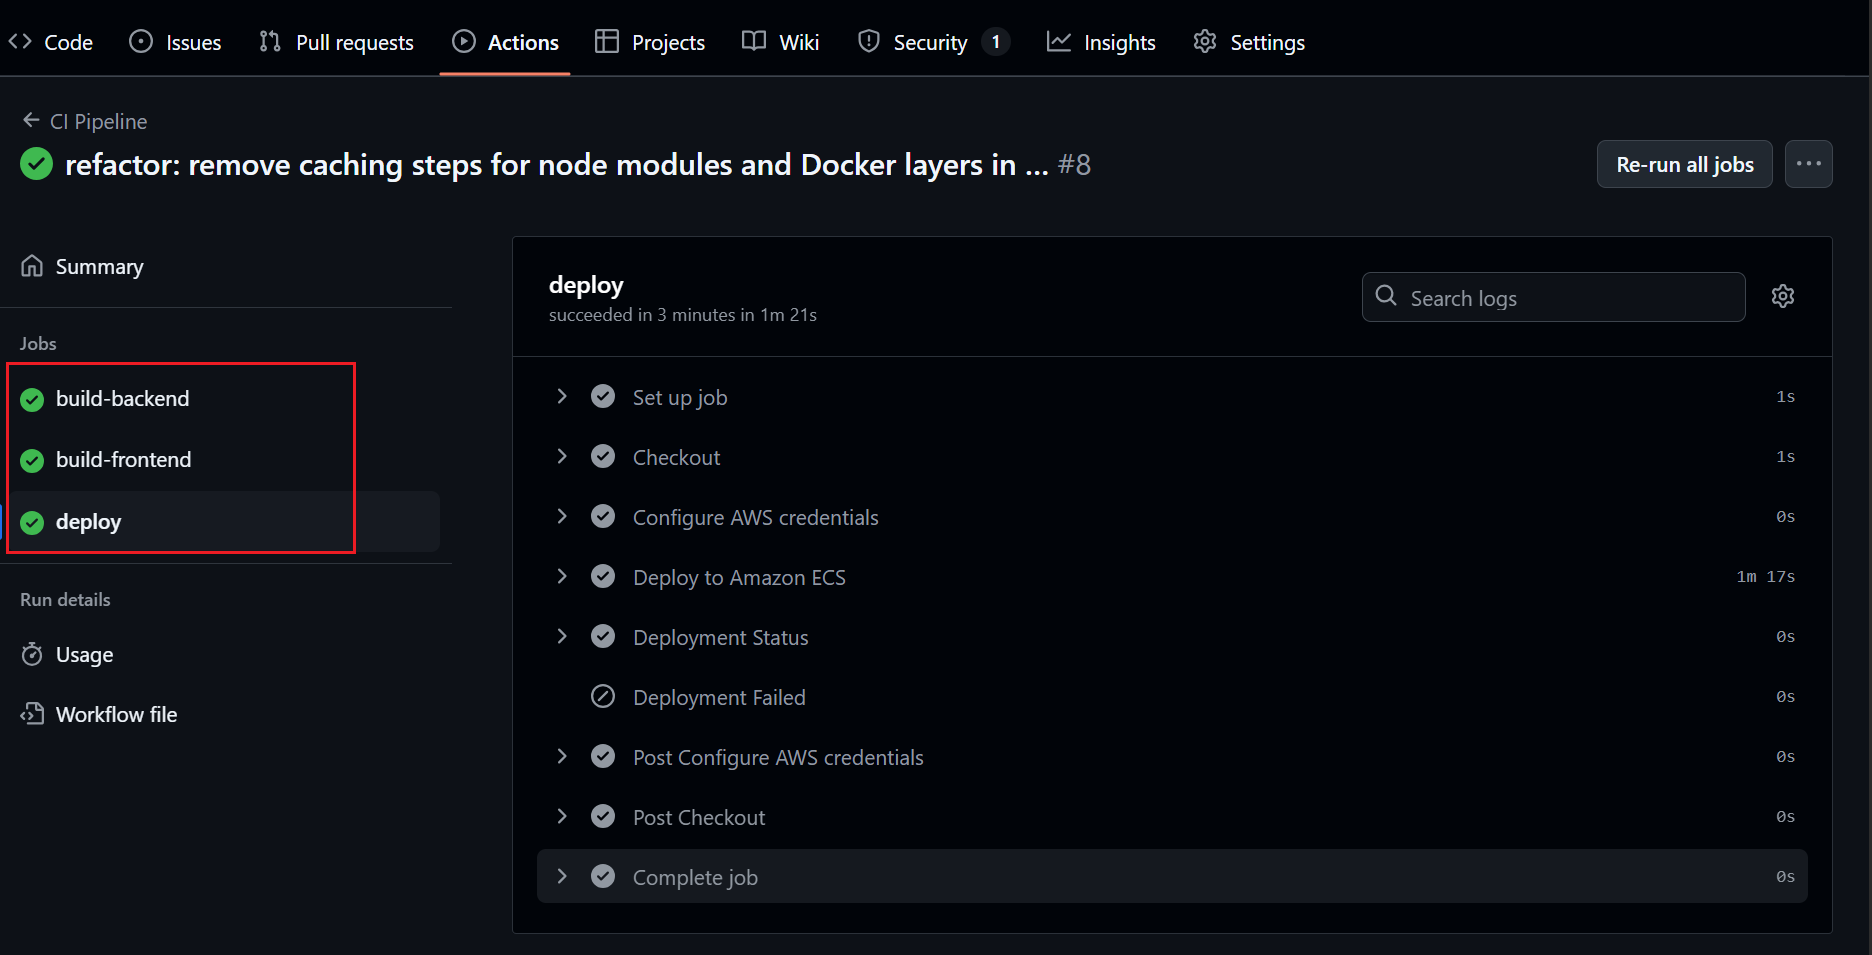 Code Issues Pull requests Actions Projects Wiki Security 1 Insights Settings
CI Pipeline
refactor: remove caching steps for node modules and Docker layers in ... #8
Re-run all jobs
Summary
Jobs
build-backend
build-frontend
deploy
Run details
Usage
Workflow file
deploy
succeeded in 3 minutes in 1m 21s
Search logs
Set up job 1s
Checkout 1s
Configure AWS credentials 0s
Deploy to Amazon ECS 1m 17s
Deployment Status 0s
Deployment Failed 0s
Post Configure AWS credentials 0s
Post Checkout 0s
Complete job 0s